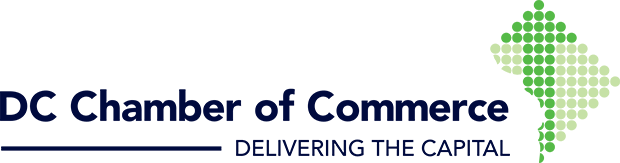 DC Chamber of Commerce
DELIVERING THE CAPITAL